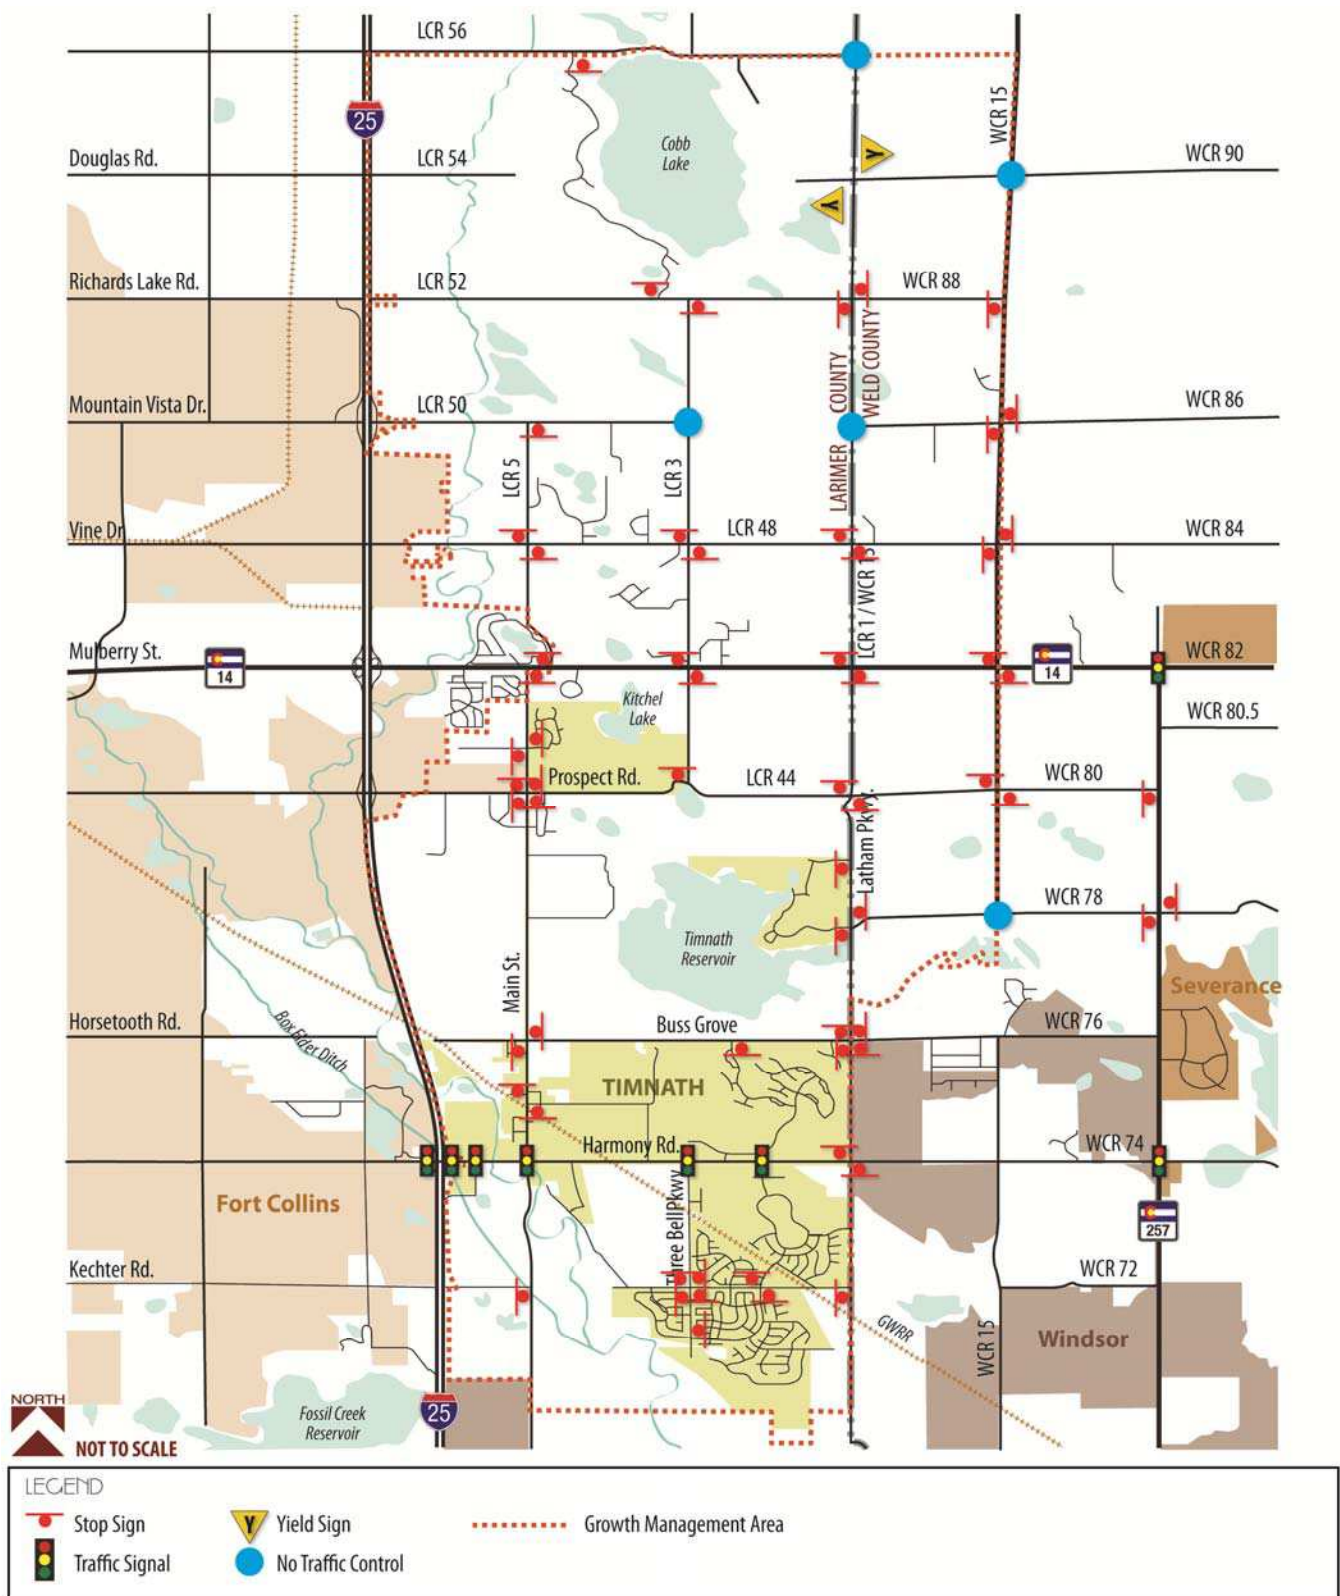 LCR 56
25
WCR 15
Cobb
Lake
Douglas Rd.
LCR 54
Y
WCR 90
Y
Richards Lake Rd.
LCR 52
WCR 88
LARIMER COUNTY
WELD COUNTY
Mountain Vista Dr.
LCR 50
WCR 86
LCR 5
LCR 3
Vine Dr
LCR 48
WCR 84
LCR 1 / WCR 13
Mulberry St.
14
14
WCR 82
Kitchel
Lake
WCR 80.5
Prospect Rd.
LCR 44
WCR 80
Latham Pkwy.
WCR 78
Timnath
Reservoir
Main St.
Severance
Horsetooth Rd.
Box Elder Ditch
Buss Grove
WCR 76
TIMNATH
Harmony Rd.
WCR 74
Fort Collins
Three Bell Pkwy
257
Kechter Rd.
WCR 72
GWRR
WCR 15
Windsor
NORTH
25
Fossil Creek
Reservoir
NOT TO SCALE
LEGEND
Stop Sign
Y
Yield Sign
Growth Management Area
Traffic Signal
No Traffic Control